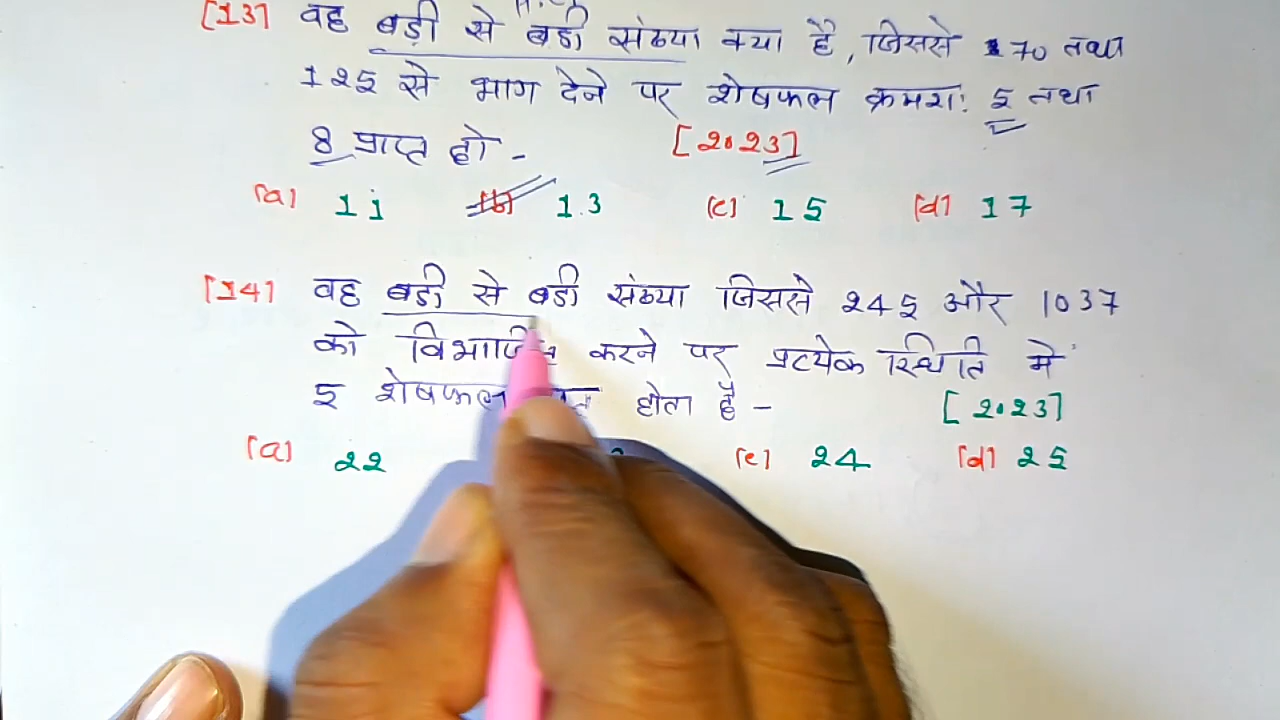 [13] वह बड़ी से बड़ी संख्या क्या है, जिससे 70 तथा
125 से भाग देने पर शेषफल क्रमशः 5 तथा
8 प्राप्त हो - [2023]
[a] 11 [b] 13 [c] 15 [d] 17
[14] वह बड़ी से बड़ी संख्या जिससे 245 और 1037
को विभाजित करने पर प्रत्येक स्थिति में
5 शेषफल होता है - [2023]
[a] 22 [c] 24 [d] 25